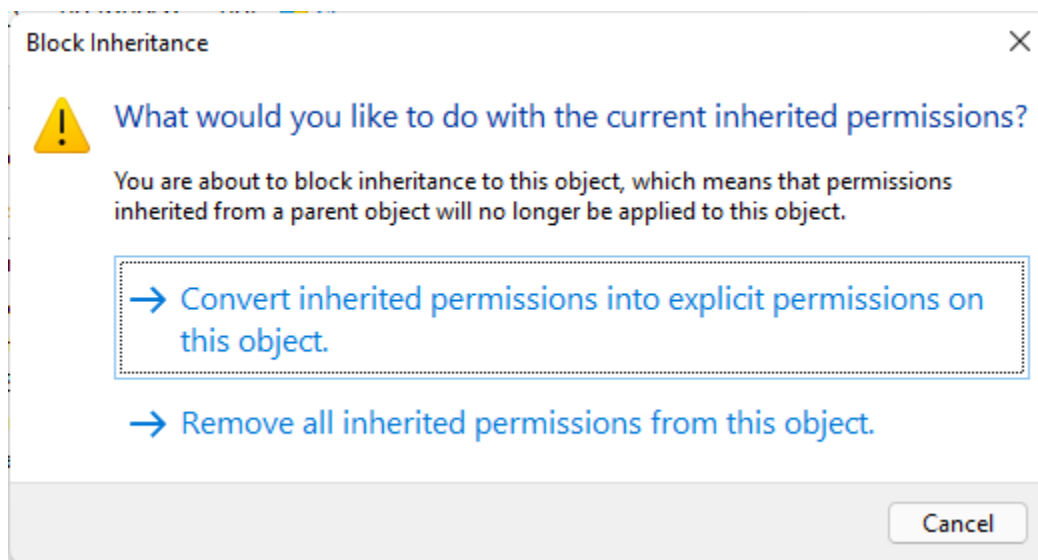 Block Inheritance
What would you like to do with the current inherited permissions?
You are about to block inheritance to this object, which means that permissions
inherited from a parent object will no longer be applied to this object.
Convert inherited permissions into explicit permissions on
this object.
Remove all inherited permissions from this object.
Cancel